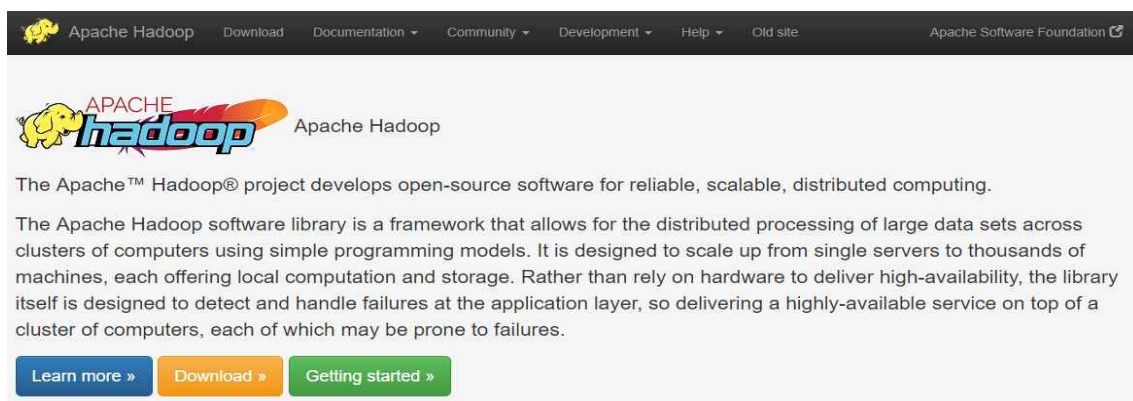 Apache Hadoop Download Documentation Community Development Help Old site Apache Software Foundation
APACHE
hadoop
Apache Hadoop
The Apache™ Hadoop® project develops open-source software for reliable, scalable, distributed computing.
The Apache Hadoop software library is a framework that allows for the distributed processing of large data sets across
clusters of computers using simple programming models. It is designed to scale up from single servers to thousands of
machines, each offering local computation and storage. Rather than rely on hardware to deliver high-availability, the library
itself is designed to detect and handle failures at the application layer, so delivering a highly-available service on top of a
cluster of computers, each of which may be prone to failures.
Learn more » Download » Getting started »